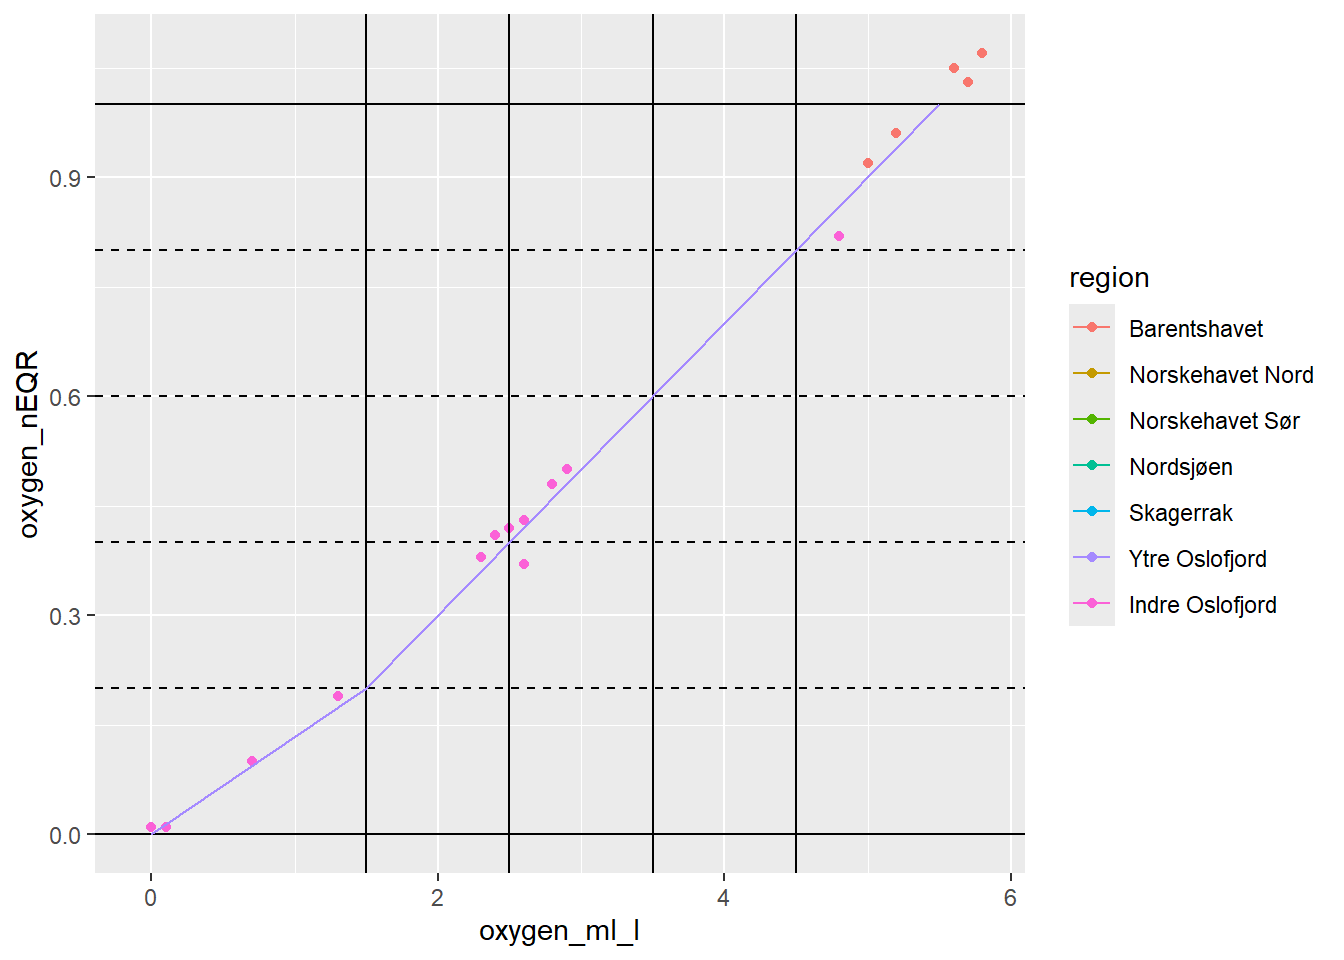 oxygen_nEQR
0.9
0.6
0.3
0.0
0
2
4
6
oxygen_ml_l
region
Barentshavet
Norskehavet Nord
Norskehavet Sør
Nordsjøen
Skagerrak
Ytre Oslofjord
Indre Oslofjord